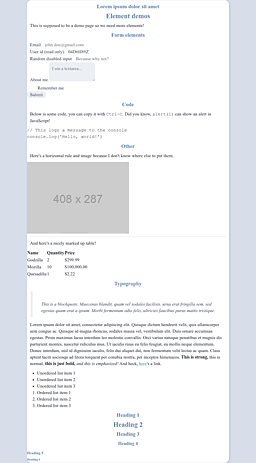 Lorem ipsum dolor sit amet
Element demos
This is supposed to be a demo page so we need more elements!
Form elements
Email john.doe@gmail.com
User id (read only)
Random disabled input Because why not?
I am a textarea...
About me
Remember me
Submit
Code
Below is some code, you can copy it with Ctrl-C. Did you know, alert(1) can show an alert in
JavaScript!
// This logs a message to the console
console.log('Hello, world!')
Other
Here's a horizontal rule and image because I don't know where else to put them.
408 x 287
And here's a nicely marked up table!
Name Quantity Price
Godzilla 2 $299.99
Mozilla 10 $100,000.00
Quesadilla 1 $2.22
Typography
This is a blockquote. Maecenas blandit, quam vel sodales facilisis, urna erat fringilla sem, sed
egestas quam erat a ipsum. Morbi fermentum odio felis, ultricies faucibus purus mattis tristique.
Lorem ipsum dolor sit amet, consectetur adipiscing elit. Quisque dictum hendrerit velit, quis ullamcorper
sem congue ac. Quisque id magna rhoncus, sodales massa vel, vestibulum elit. Duis ornare accumsan
egestas. Proin maximus lacus interdum leo molestie convallis. Orci varius natoque penatibus et magnis dis
parturient montes, nascetur ridiculus mus. Ut iaculis risus eu felis feugiat, eu mollis neque elementum.
Donec interdum, nisl id dignissim iaculis, felis dui aliquet dui, non fermentum velit lectus ac quam. Class
aptent taciti sociosqu ad litora torquent per conubia nostra, per inceptos himenaeos. This is strong, this is
normal, this is just bold, and this is emphasized! And heck, here's a link.
Unordered list item 1
Unordered list item 2
Unordered list item 3
1. Ordered list item 1
2. Ordered list item 2
3. Ordered list item 3
Heading 1
Heading 2
Heading 3
Heading 4
Heading 5
Heading 6